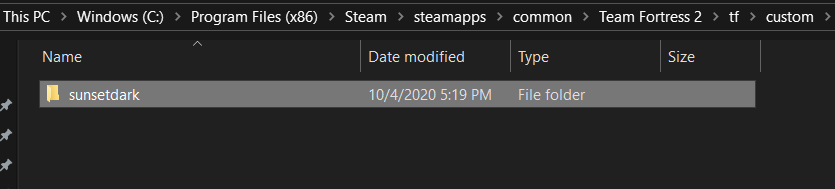 This PC > Windows (C:) > Program Files (x86) > Steam > steamapps > common > Team Fortress 2 > tf > custom >
Name Date modified Type Size
sunsetdark 10/4/2020 5:19 PM File folder